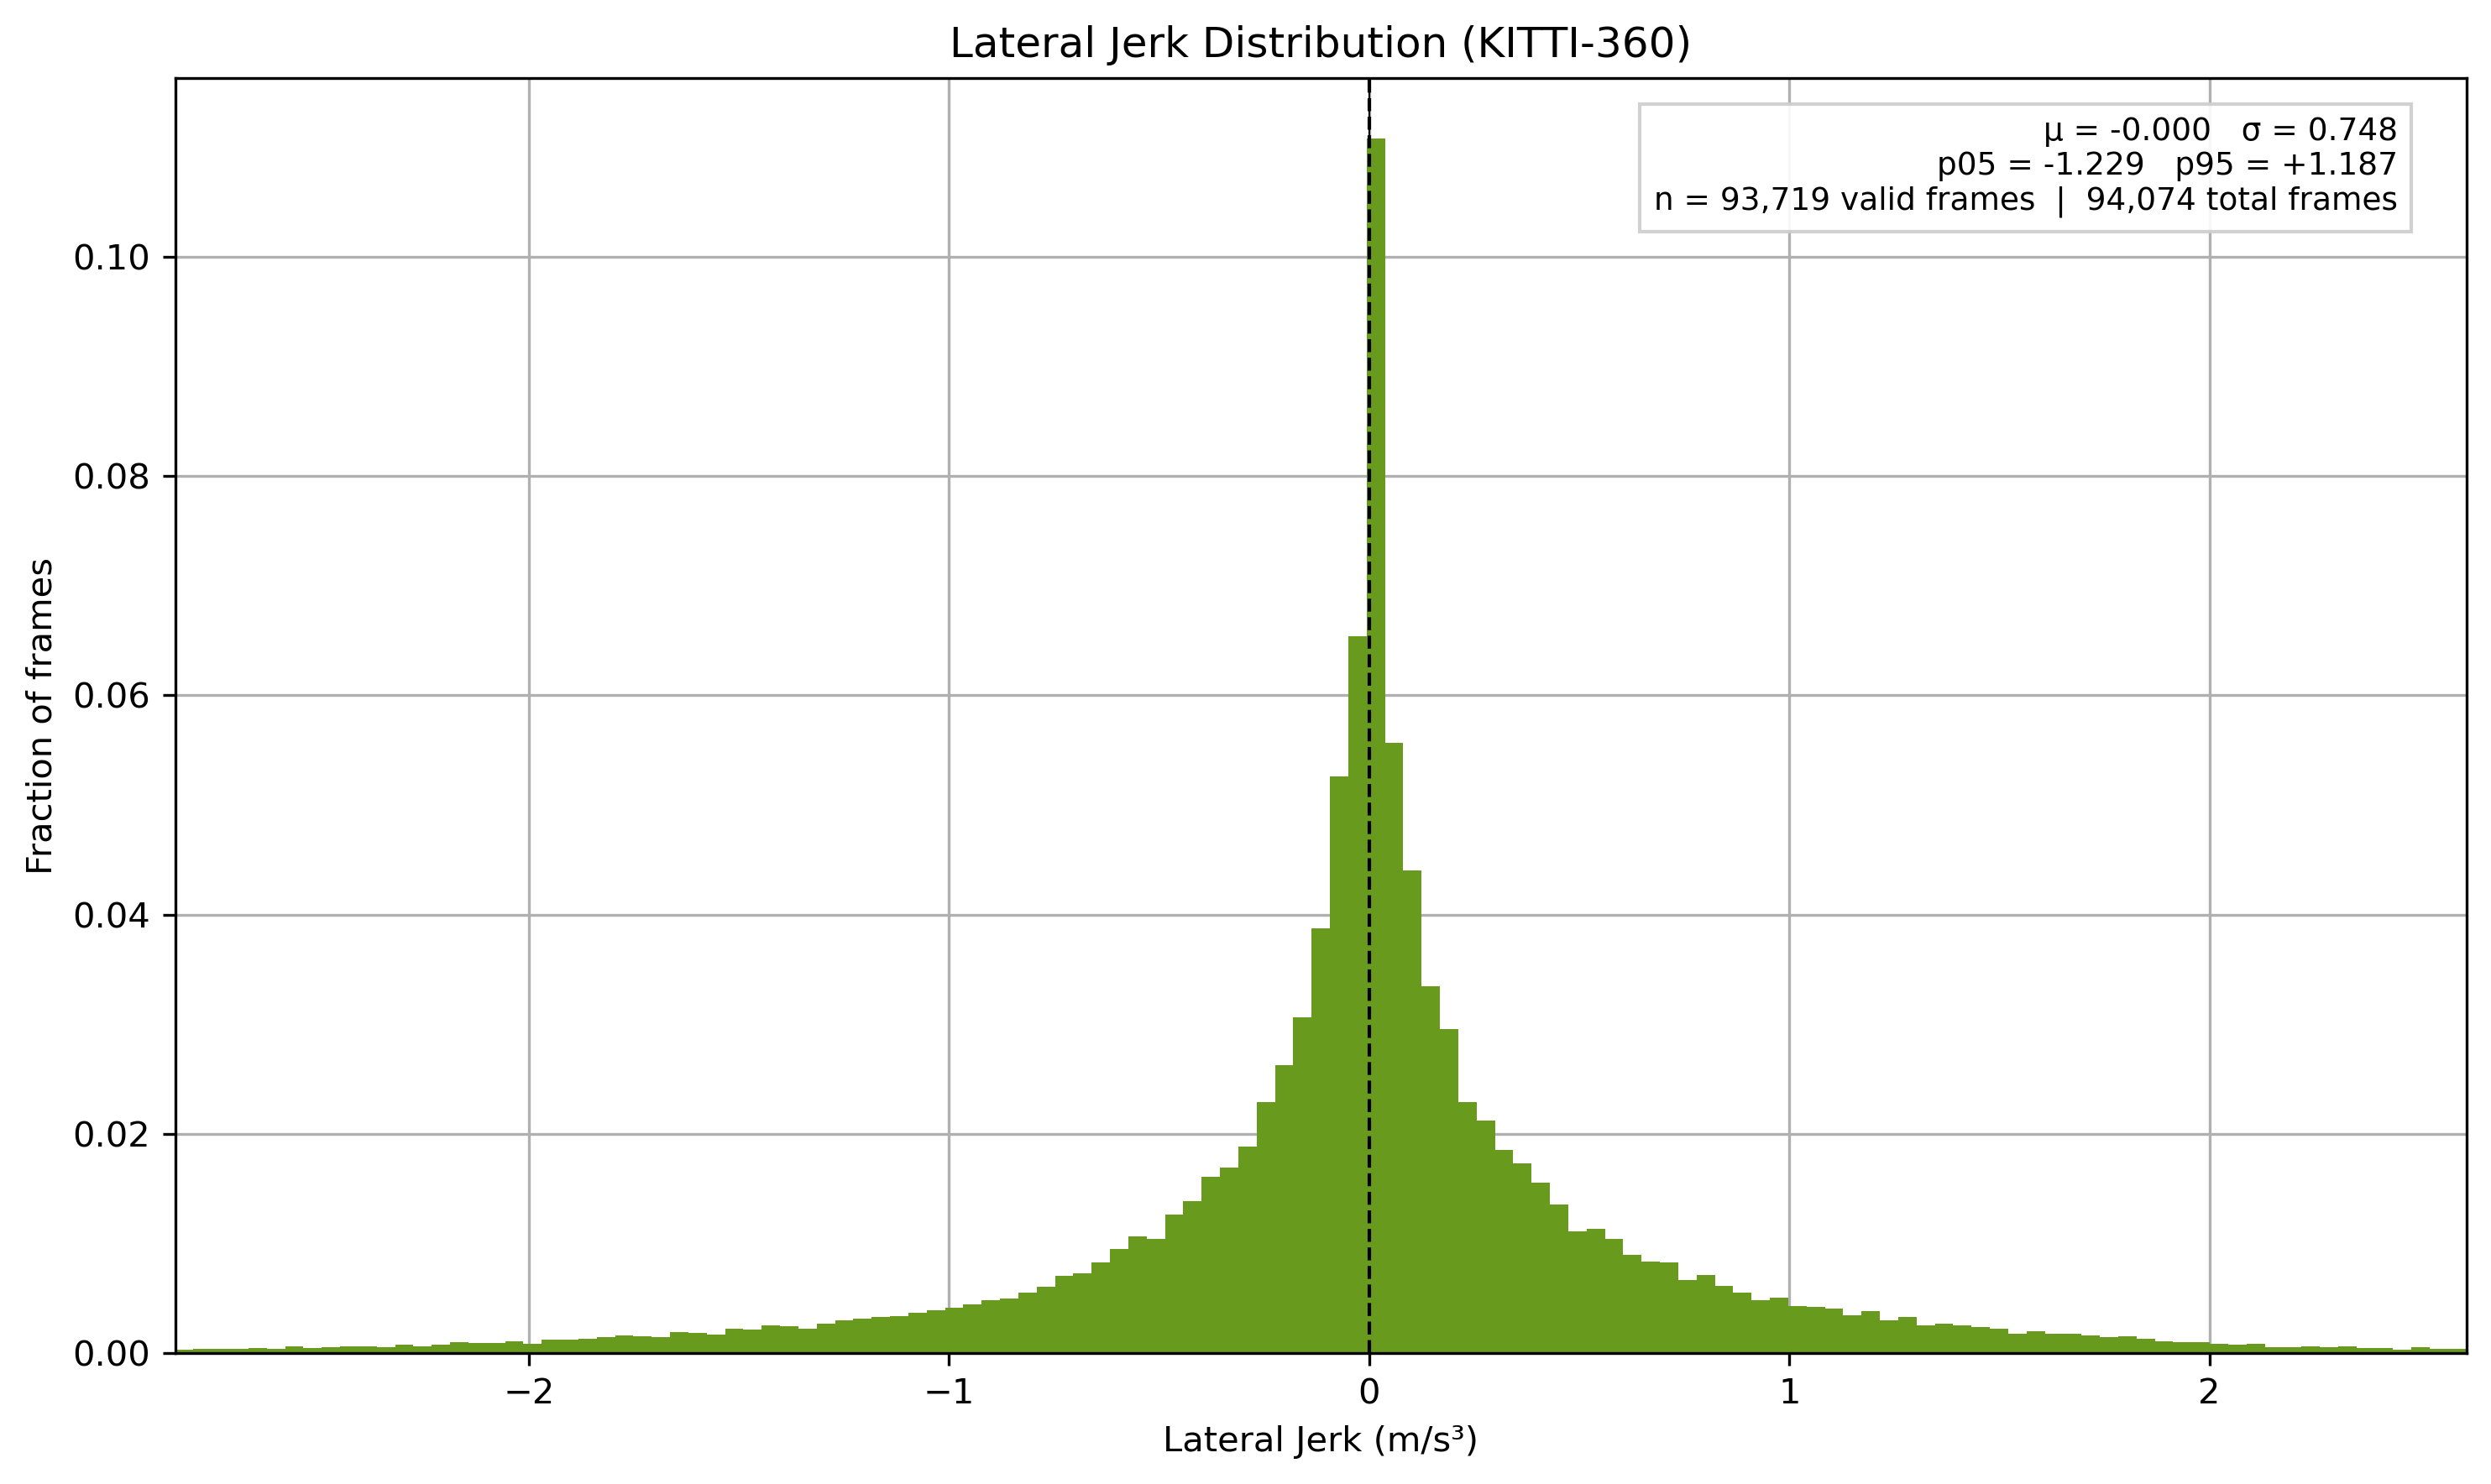 Lateral Jerk Distribution (KITTI-360)
μ = -0.000   σ = 0.748
p05 = -1.229   p95 = +1.187
n = 93,719 valid frames  |  94,074 total frames
Fraction of frames
0.10
0.08
0.06
0.04
0.02
0.00
−2
−1
0
1
2
Lateral Jerk (m/s³)